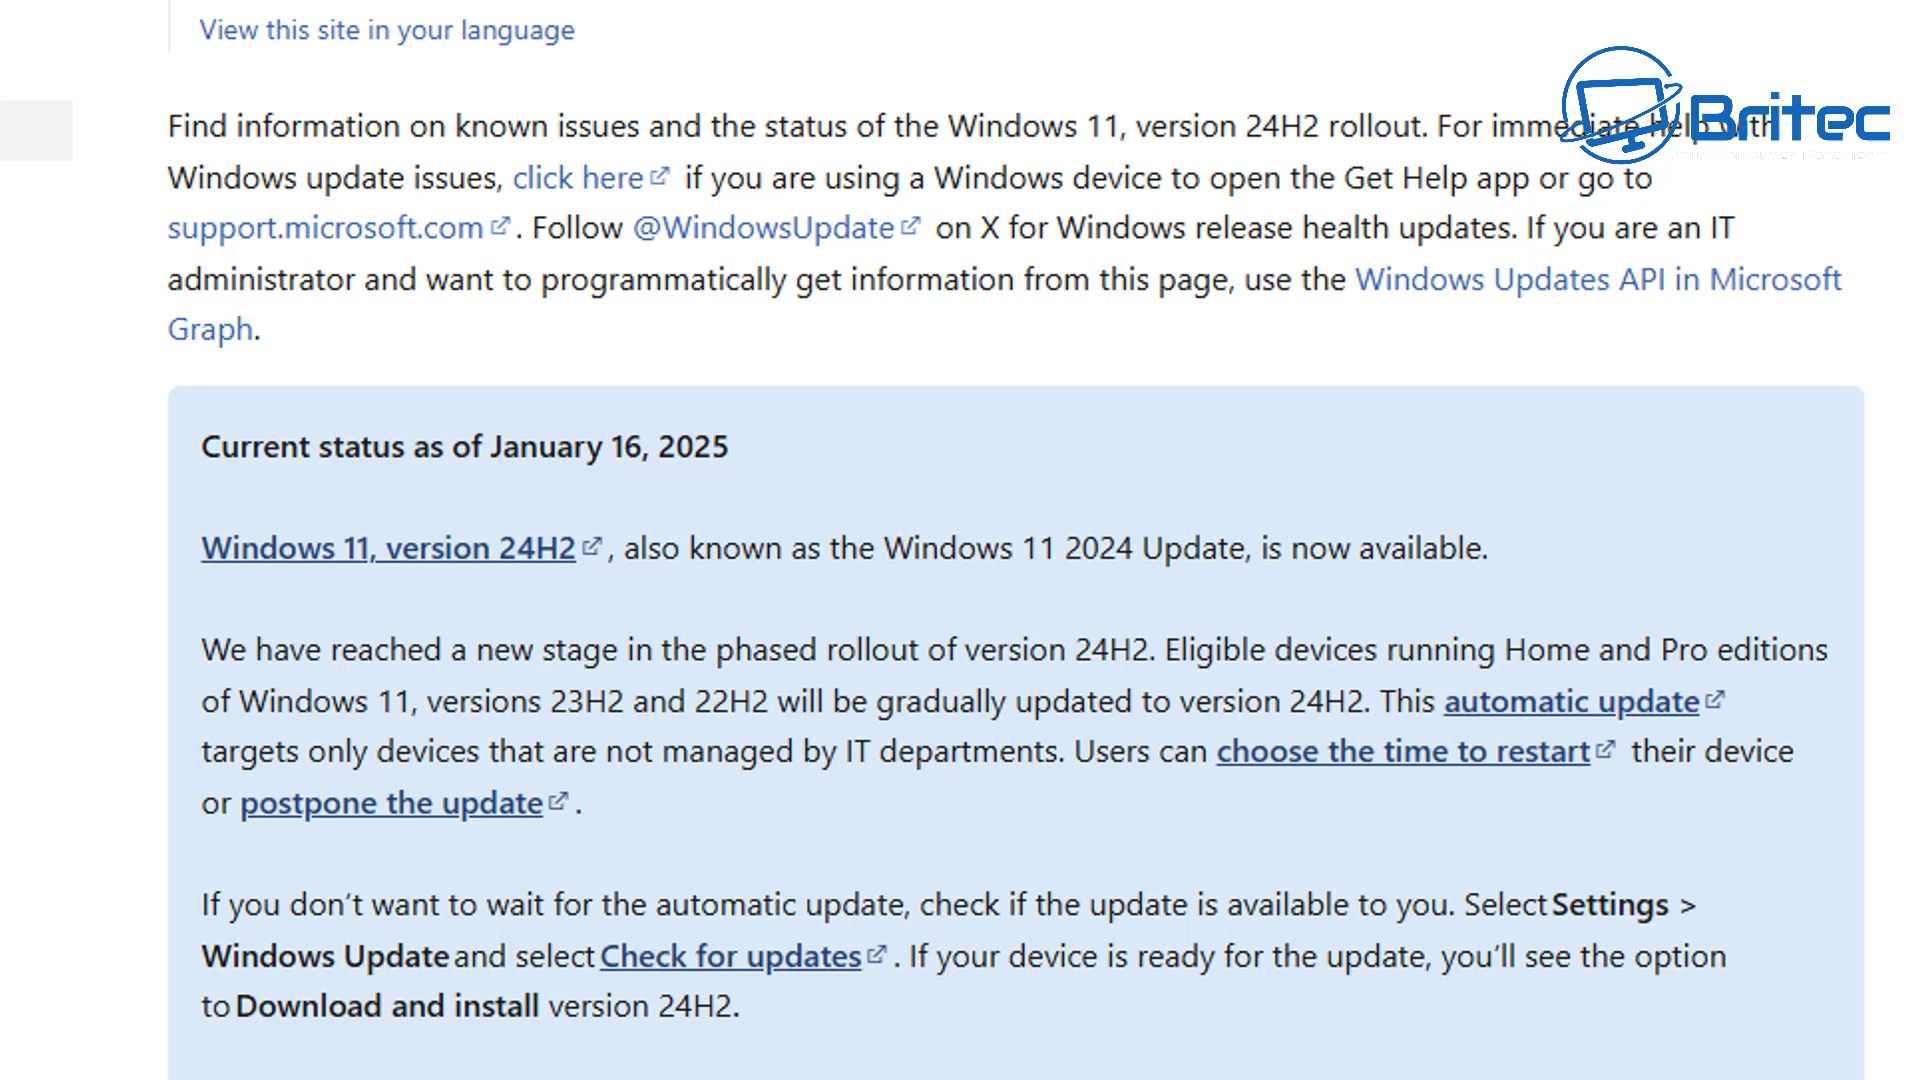 View this site in your language
Britec
Find information on known issues and the status of the Windows 11, version 24H2 rollout. For immediate help with
Windows update issues, click here if you are using a Windows device to open the Get Help app or go to
support.microsoft.com . Follow @WindowsUpdate on X for Windows release health updates. If you are an IT
administrator and want to programmatically get information from this page, use the Windows Updates API in Microsoft
Graph.
Current status as of January 16, 2025
Windows 11, version 24H2 , also known as the Windows 11 2024 Update, is now available.
We have reached a new stage in the phased rollout of version 24H2. Eligible devices running Home and Pro editions
of Windows 11, versions 23H2 and 22H2 will be gradually updated to version 24H2. This automatic update
targets only devices that are not managed by IT departments. Users can choose the time to restart their device
or postpone the update .
If you don’t want to wait for the automatic update, check if the update is available to you. Select Settings >
Windows Update and select Check for updates . If your device is ready for the update, you’ll see the option
to Download and install version 24H2.